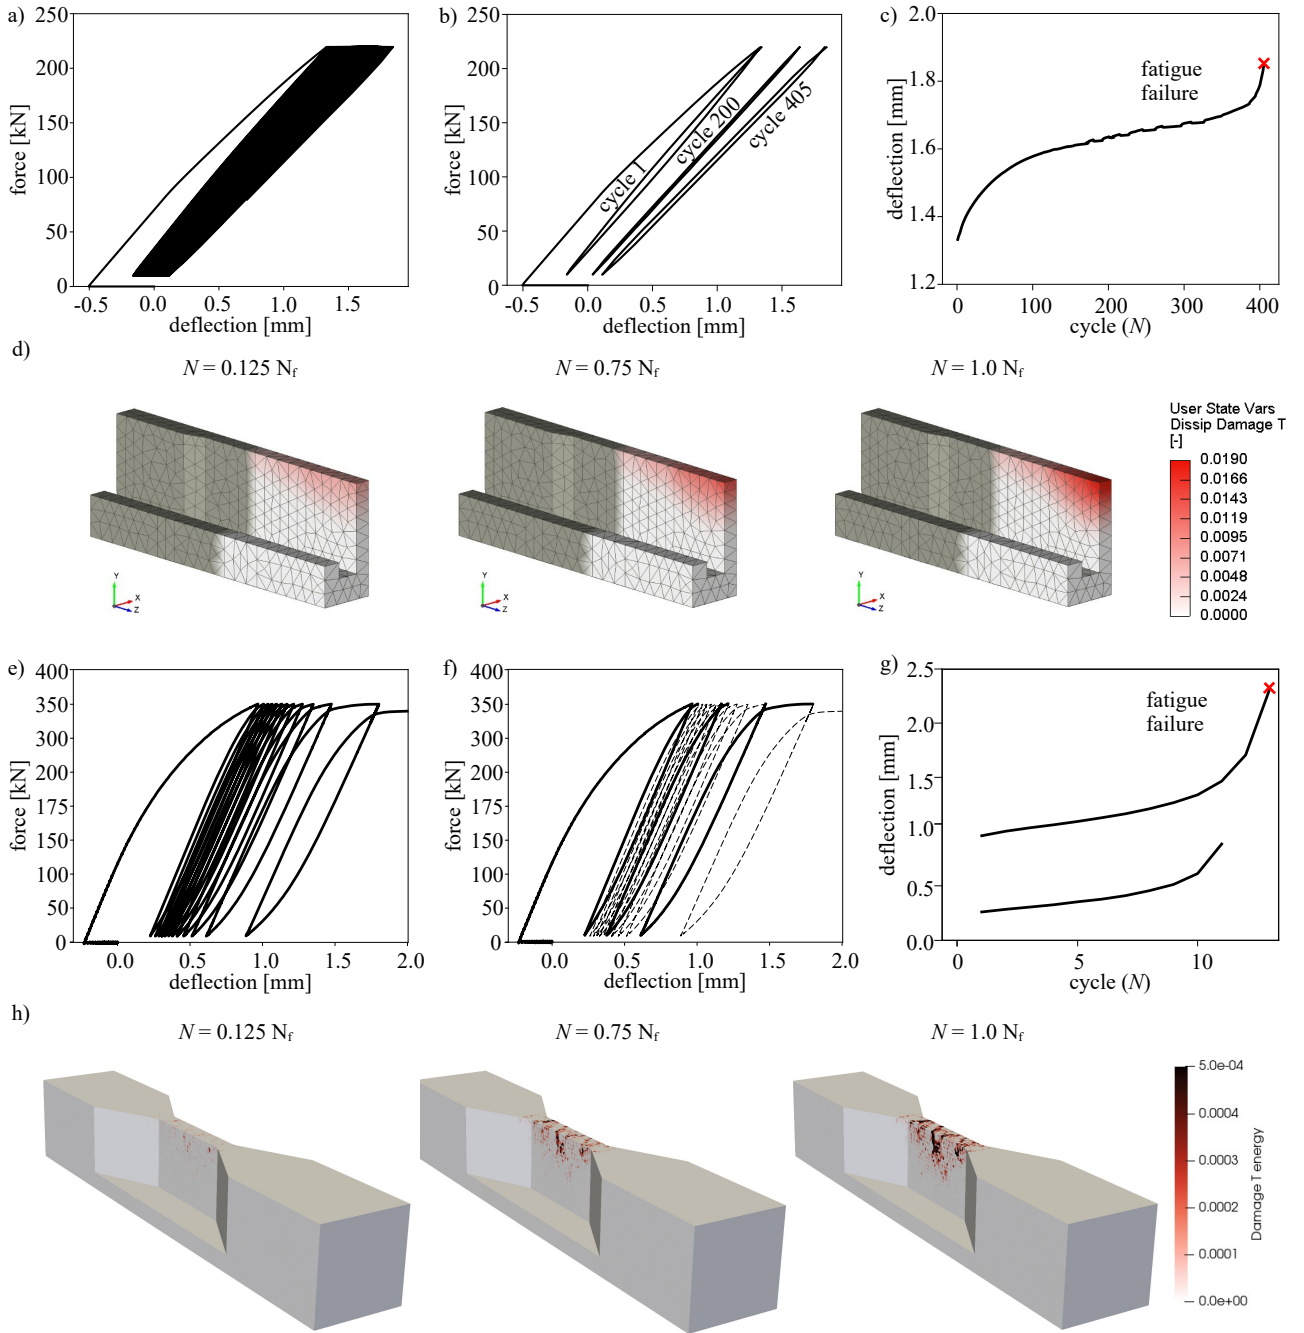 a)
250
200
150
100
50
0
force [kN]
-0.5
0.0
0.5
1.0
1.5
deflection [mm]
b)
250
200
150
100
50
0
force [kN]
cycle 1
cycle 200
cycle 405
-0.5
0.0
0.5
1.0
1.5
deflection [mm]
c)
2.0
1.8
1.6
1.4
1.2
deflection [mm]
fatigue
failure
0
100
200
300
400
cycle (N)
d)
N = 0.125 Nf
N = 0.75 Nf
N = 1.0 Nf
Y
X
Z
Y
X
Z
Y
X
Z
User State Vars
Dissip Damage T
[-]
0.0190
0.0166
0.0143
0.0119
0.0095
0.0071
0.0048
0.0024
0.0000
e)
400
350
300
200
175
100
50
0
force [kN]
0.0
0.5
1.0
1.5
2.0
deflection [mm]
f)
400
350
300
200
175
100
50
0
force [kN]
0.0
0.5
1.0
1.5
2.0
deflection [mm]
g)
2.5
2.0
1.5
1.0
0.5
0.0
deflection [mm]
fatigue
failure
0
5
10
cycle (N)
h)
N = 0.125 Nf
N = 0.75 Nf
N = 1.0 Nf
5.0e-04
0.0004
0.0003
0.0002
0.0001
0.0e+00
Damage T energy